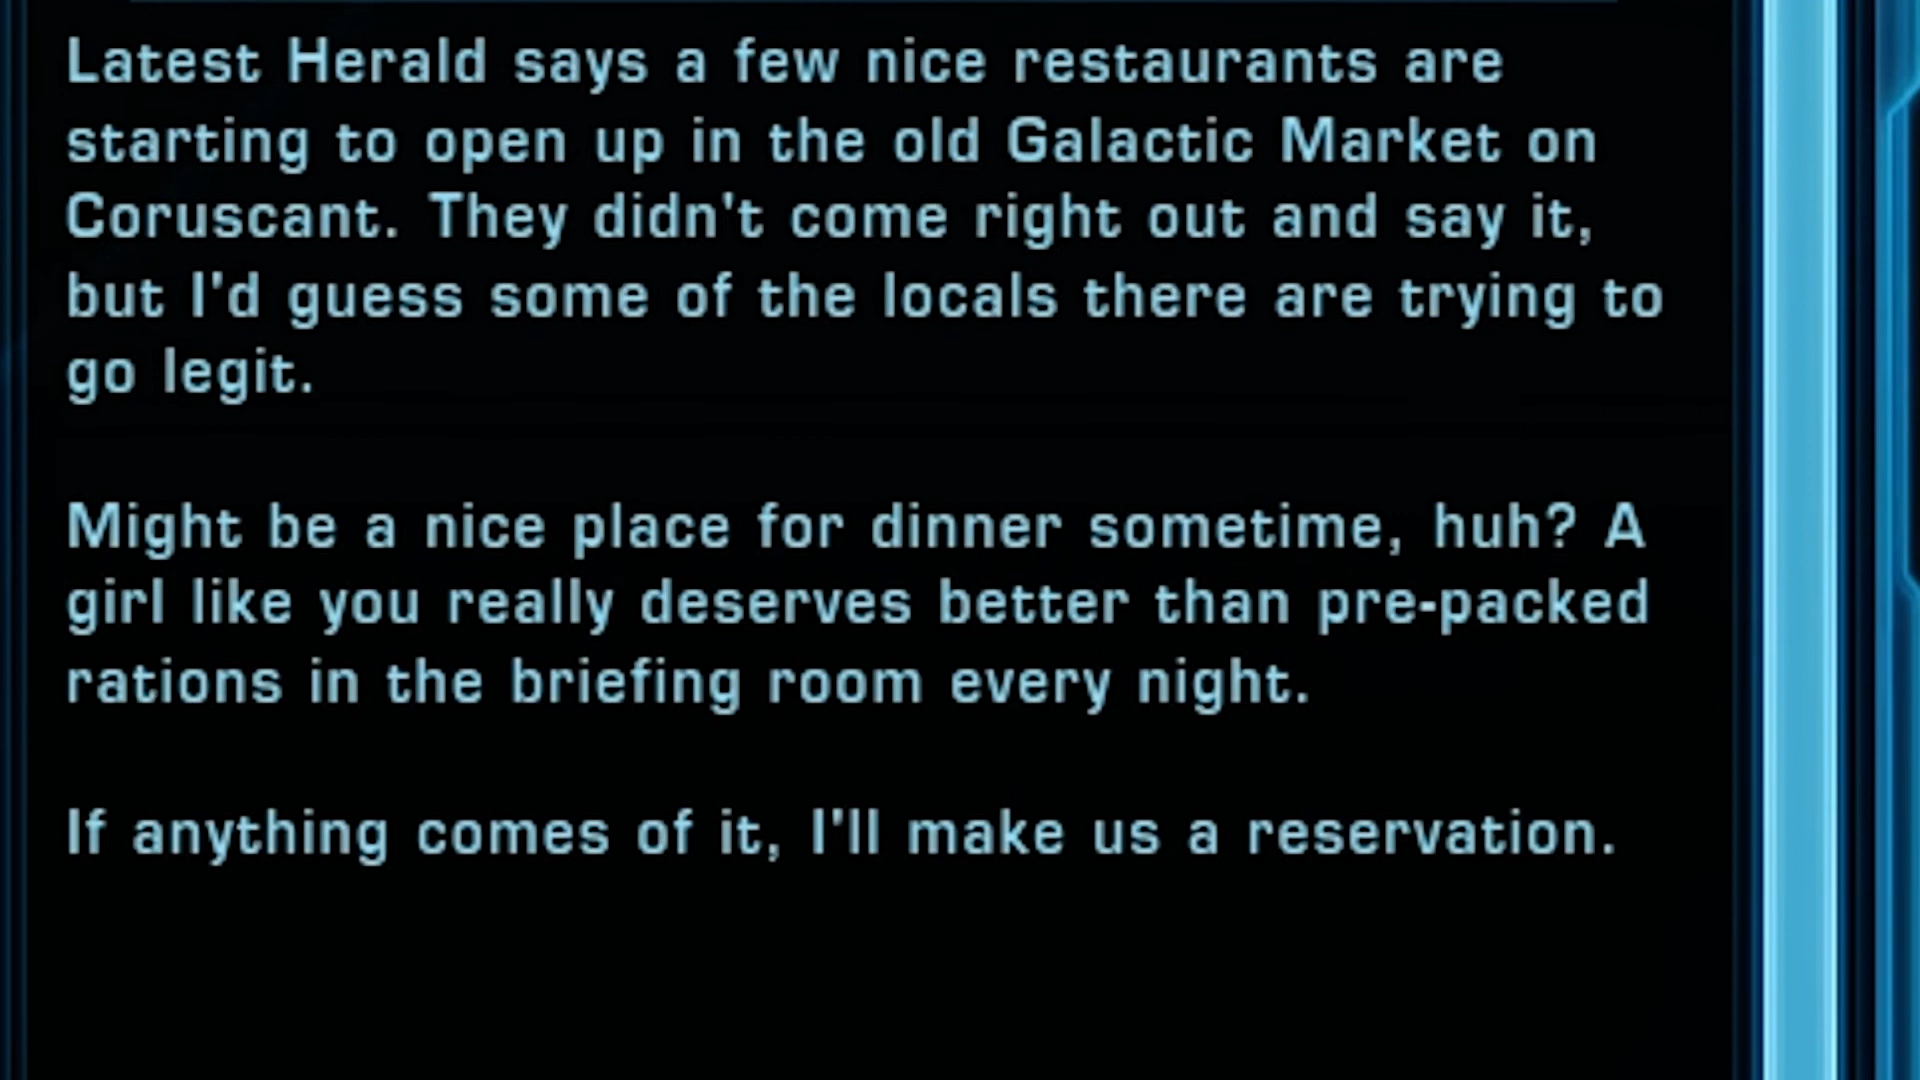 Latest Herald says a few nice restaurants are
starting to open up in the old Galactic Market on
Coruscant. They didn't come right out and say it,
but I'd guess some of the locals there are trying to
go legit.
Might be a nice place for dinner sometime, huh? A
girl like you really deserves better than pre-packed
rations in the briefing room every night.
If anything comes of it, I'll make us a reservation.